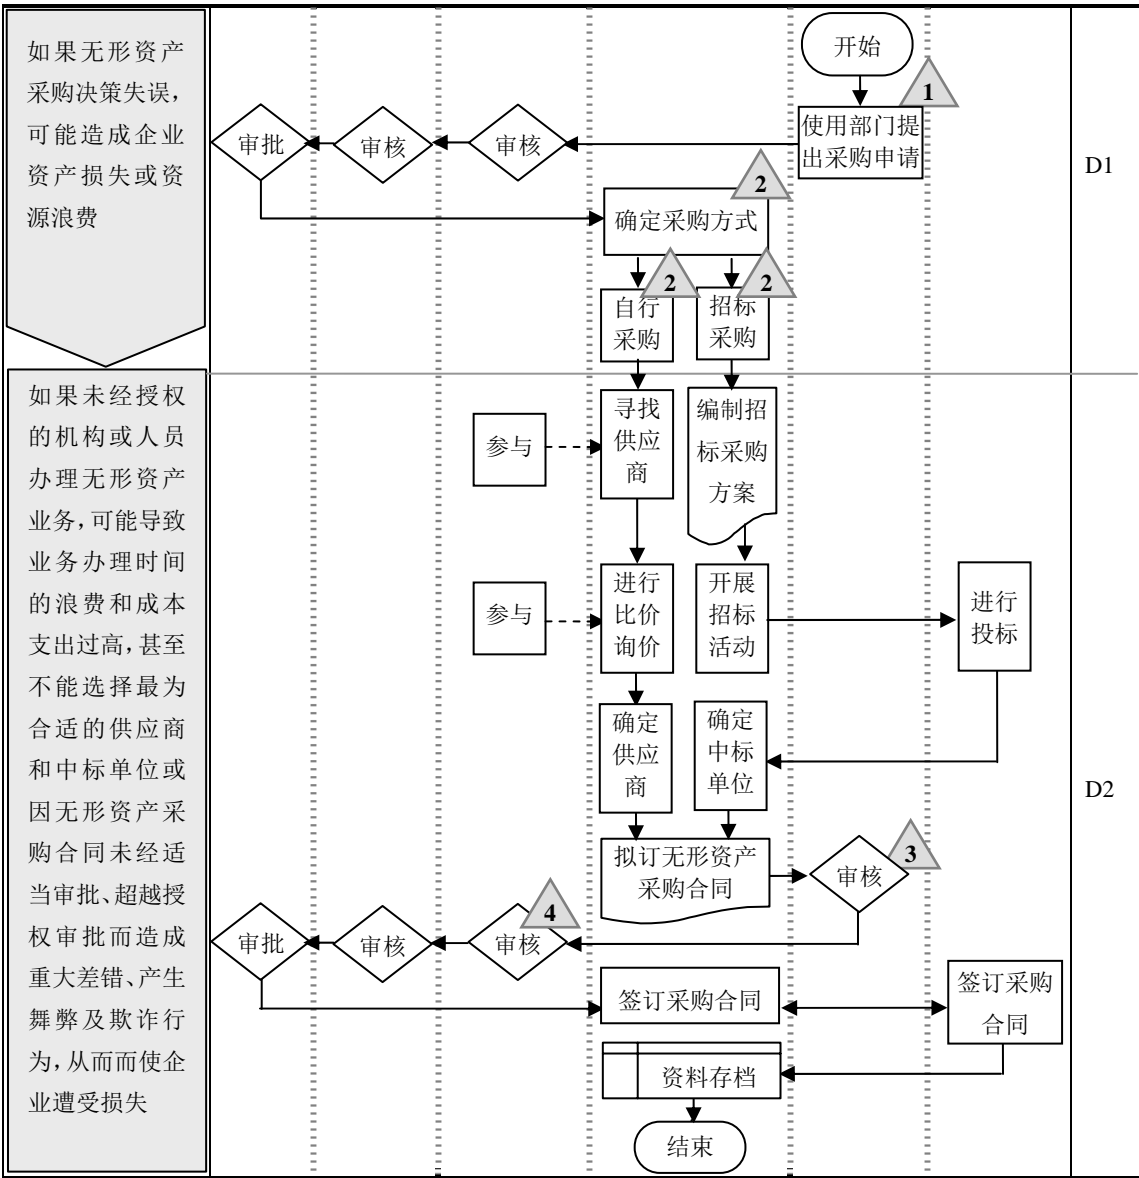 如果无形资产
采购决策失误，
可能造成企业
资产损失或资
源浪费
开始
1
使用部门提
出采购申请
审核
审核
审批
D1
2
确定采购方式
2
自行
采购
2
招标
采购
如果未经授权
的机构或人员
办理无形资产
业务，可能导致
业务办理时间
的浪费和成本
支出过高，甚至
不能选择最为
合适的供应商
和中标单位或
因无形资产采
购合同未经适
当审批、超越授
权审批而造成
重大差错、产生
舞弊及欺诈行
为，从而而使企
业遭受损失
参与
寻找
供应
商
编制招
标采购
方案
参与
进行
比价
询价
开展
招标
活动
进行
投标
确定
供应
商
确定
中标
单位
D2
拟订无形资产
采购合同
3
审核
4
审核
审核
审批
签订采购合同
签订采购
合同
资料存档
结束